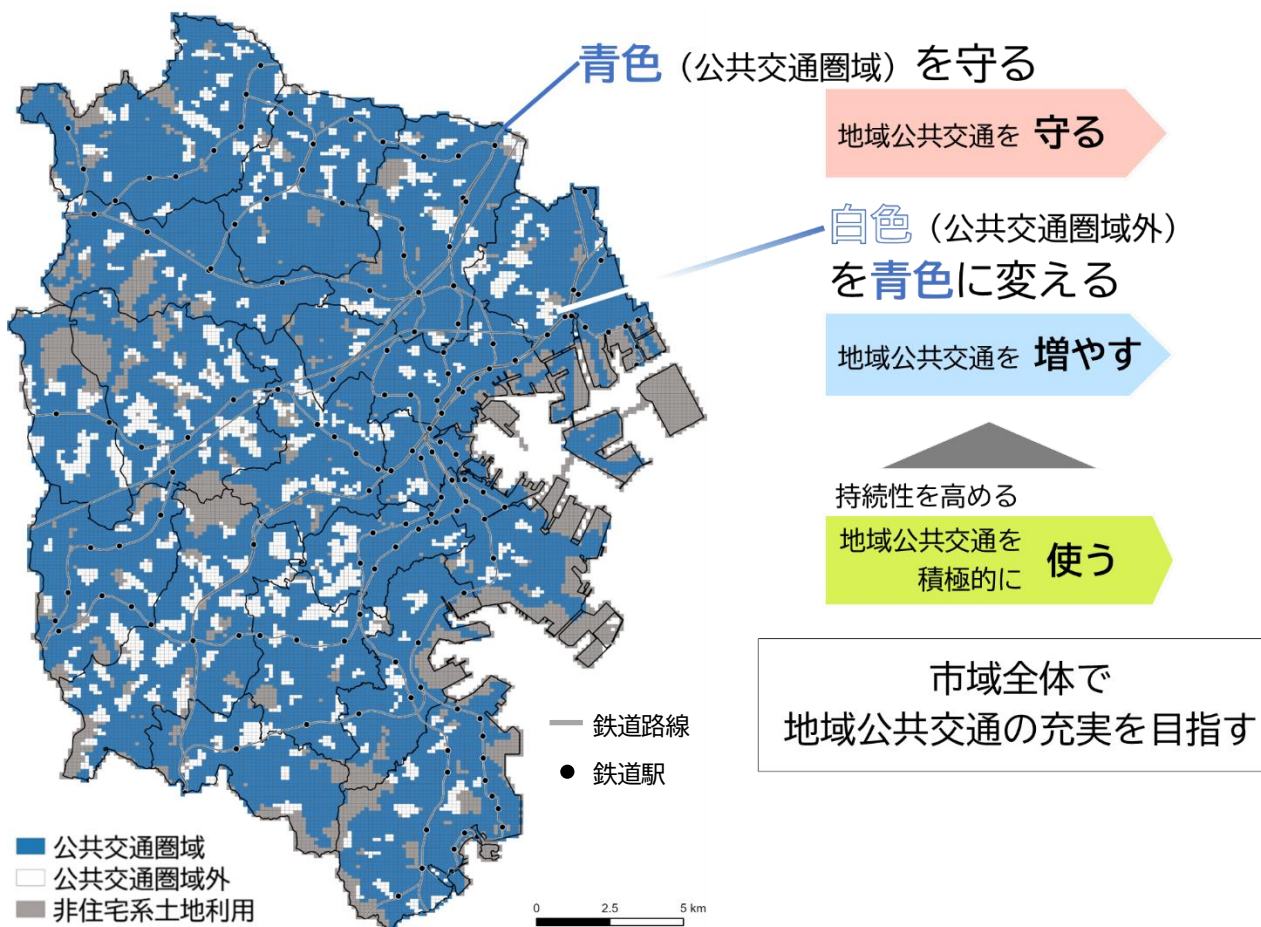 青色（公共交通圏域）を守る
地域公共交通を 守る
白色（公共交通圏域外）
を青色に変える
地域公共交通を 増やす
持続性を高める
地域公共交通を
積極的に
使う
市域全体で
地域公共交通の充実を目指す
鉄道路線
鉄道駅
公共交通圏域
公共交通圏域外
非住宅系土地利用
0 2.5 5 km